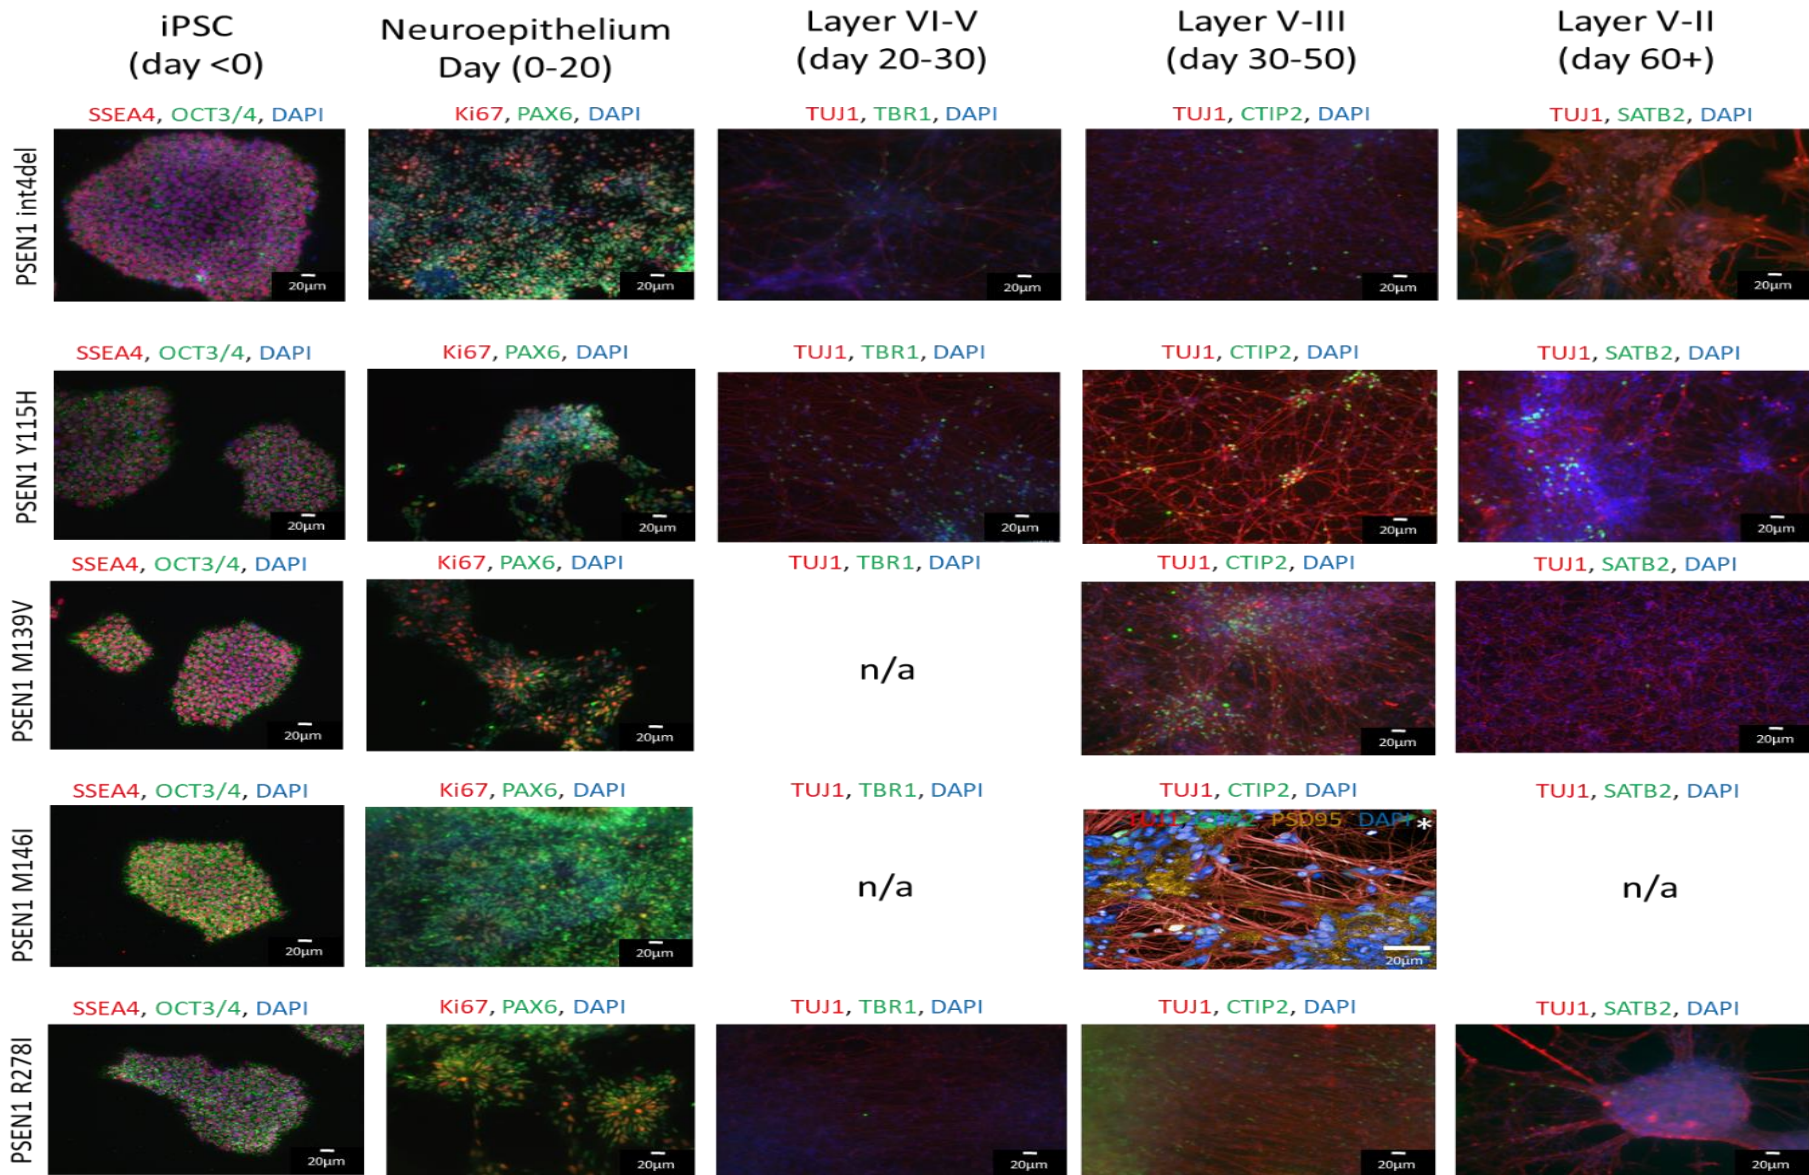 iPSC
(day <0)
Neuroepithelium
Day (0-20)
Layer VI-V
(day 20-30)
Layer V-III
(day 30-50)
Layer V-II
(day 60+)
PSEN1 int4del
SSEA4, OCT3/4, DAPI
Ki67, PAX6, DAPI
TUJ1, TBR1, DAPI
TUJ1, CTIP2, DAPI
TUJ1, SATB2, DAPI
20μm
20μm
20μm
20μm
20μm
PSEN1 Y115H
SSEA4, OCT3/4, DAPI
Ki67, PAX6, DAPI
TUJ1, TBR1, DAPI
TUJ1, CTIP2, DAPI
TUJ1, SATB2, DAPI
20μm
20μm
20μm
20μm
20μm
PSEN1 M139V
SSEA4, OCT3/4, DAPI
Ki67, PAX6, DAPI
TUJ1, TBR1, DAPI
TUJ1, CTIP2, DAPI
TUJ1, SATB2, DAPI
n/a
20μm
20μm
20μm
20μm
PSEN1 M146I
SSEA4, OCT3/4, DAPI
Ki67, PAX6, DAPI
TUJ1, TBR1, DAPI
TUJ1, CTIP2, DAPI
TUJ1, SATB2, DAPI
TUJ1 CTIP2 PSD95 DAPI *
n/a
n/a
20μm
20μm
20μm
PSEN1 R278I
SSEA4, OCT3/4, DAPI
Ki67, PAX6, DAPI
TUJ1, TBR1, DAPI
TUJ1, CTIP2, DAPI
TUJ1, SATB2, DAPI
20μm
20μm
20μm
20μm
20μm